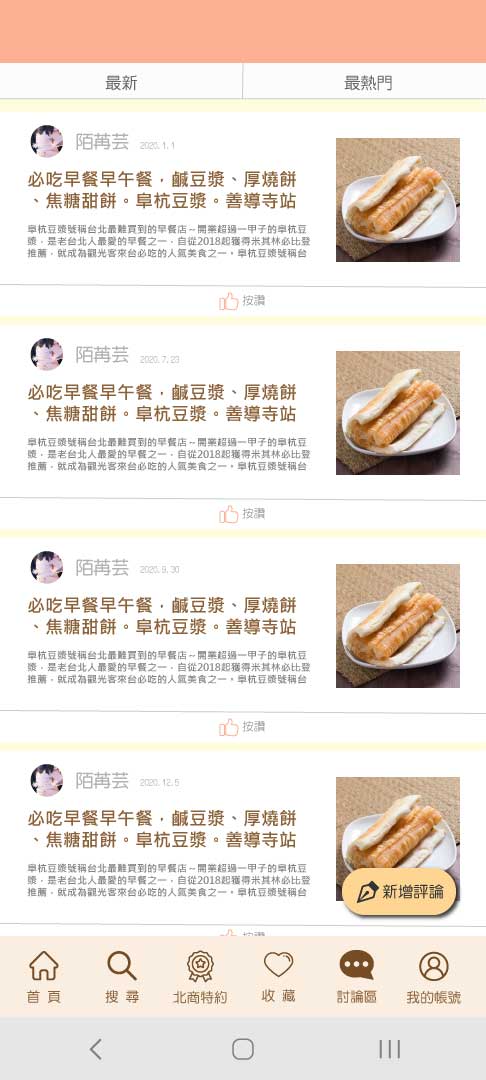 最新
最熱門
陌苒芸
2020.1.1
必吃早餐早午餐，鹹豆漿、厚燒餅
、焦糖甜餅。阜杭豆漿。善導寺站
阜杭豆漿號稱台北最難買到的早餐店～開業超過一甲子的阜杭豆
漿，是老台北人最愛的早餐之一，自從2018起獲得米其林必比登
推薦，就成為觀光客來台必吃的人氣美食之一。阜杭豆漿號稱台
按讚
陌苒芸
2020.7.23
必吃早餐早午餐，鹹豆漿、厚燒餅
、焦糖甜餅。阜杭豆漿。善導寺站
阜杭豆漿號稱台北最難買到的早餐店～開業超過一甲子的阜杭豆
漿，是老台北人最愛的早餐之一，自從2018起獲得米其林必比登
推薦，就成為觀光客來台必吃的人氣美食之一。阜杭豆漿號稱台
按讚
陌苒芸
2020.9.30
必吃早餐早午餐，鹹豆漿、厚燒餅
、焦糖甜餅。阜杭豆漿。善導寺站
阜杭豆漿號稱台北最難買到的早餐店～開業超過一甲子的阜杭豆
漿，是老台北人最愛的早餐之一，自從2018起獲得米其林必比登
推薦，就成為觀光客來台必吃的人氣美食之一。阜杭豆漿號稱台
按讚
陌苒芸
2020.12.5
必吃早餐早午餐，鹹豆漿、厚燒餅
、焦糖甜餅。阜杭豆漿。善導寺站
阜杭豆漿號稱台北最難買到的早餐店～開業超過一甲子的阜杭豆
漿，是老台北人最愛的早餐之一，自從2018起獲得米其林必比登
推薦，就成為觀光客來台必吃的人氣美食之一。阜杭豆漿號稱台
新增評論
首頁
搜尋
北商特約
收藏
討論區
我的帳號